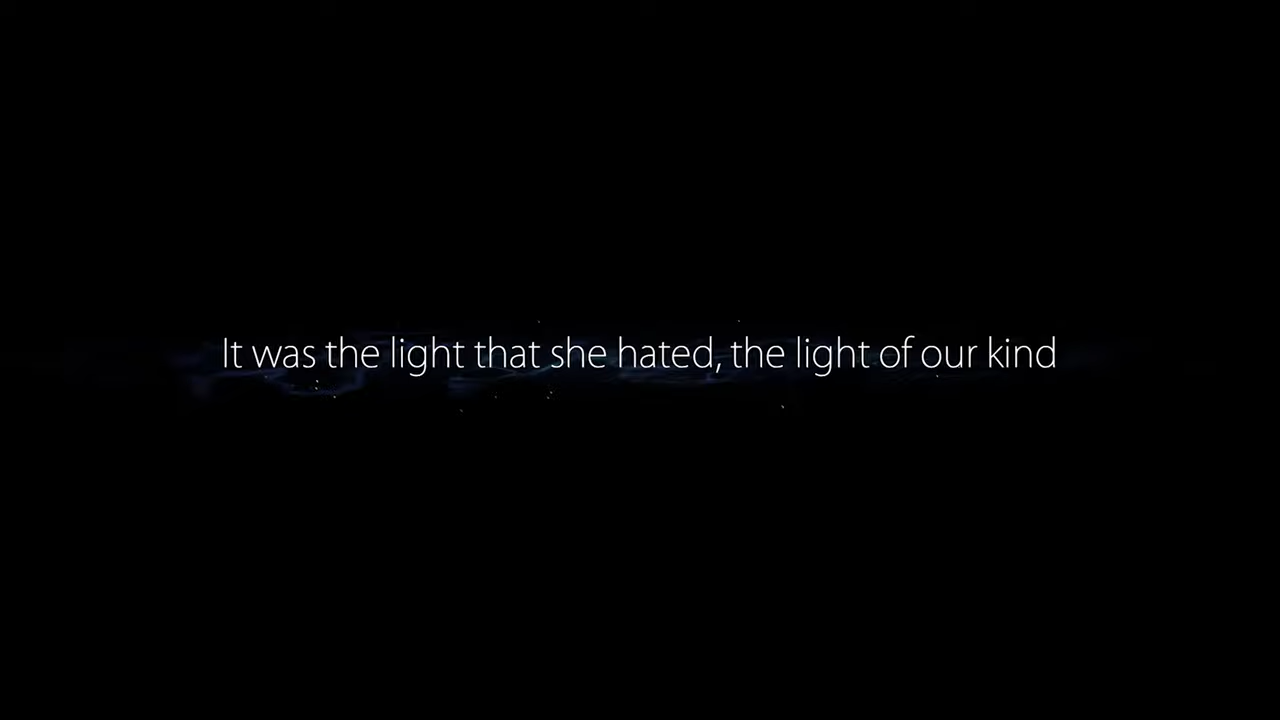 It was the light that she hated, the light of our kind